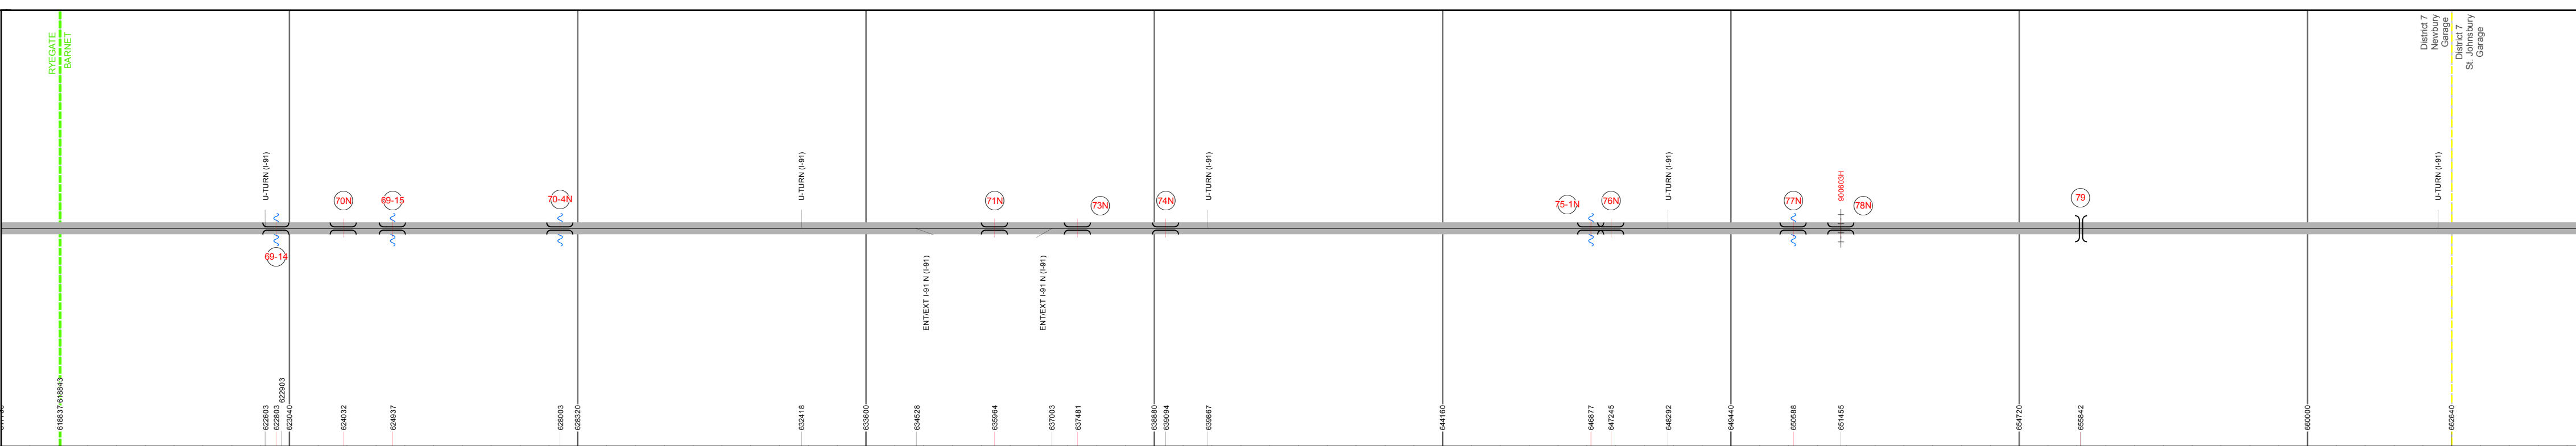 RYEGATE
BARNET
District 7
Newbury
Garage
District 7
St. Johnsbury
Garage
U-TURN (I-91)
U-TURN (I-91)
U-TURN (I-91)
U-TURN (I-91)
900603H
U-TURN (I-91)
70N
69-15
70-4N
71N
73N
74N
75-1N
76N
77N
78N
79
69-14
ENT/EXT I-91 N (I-91)
ENT/EXT I-91 N (I-91)
618837
618843
622603
622803
622903
623040
624032
624937
628003
628320
632418
633600
634528
635964
637003
637481
638880
639094
639867
644160
646877
647245
648292
649440
650588
651455
654720
655842
660000
662640